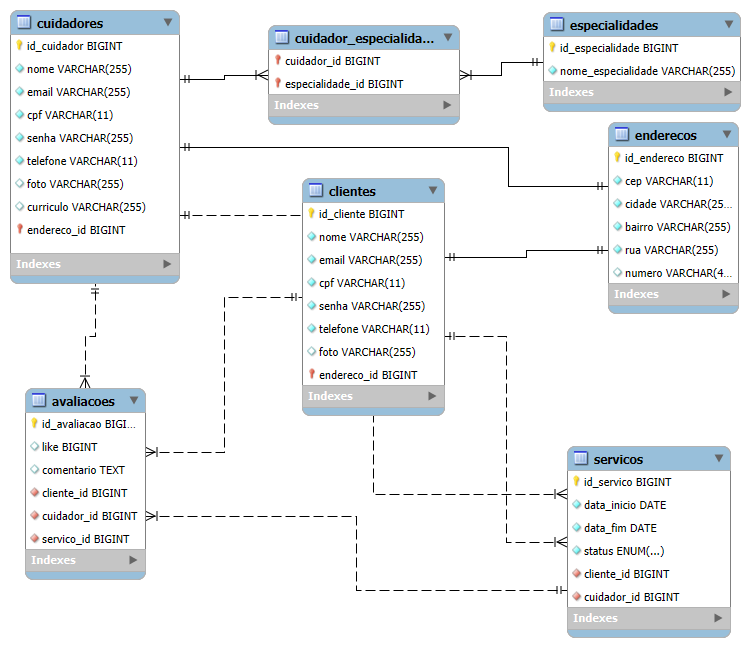 cuidadores
id_cuidador BIGINT
nome VARCHAR(255)
email VARCHAR(255)
cpf VARCHAR(11)
senha VARCHAR(255)
telefone VARCHAR(11)
foto VARCHAR(255)
curriculo VARCHAR(255)
endereco_id BIGINT
Indexes
cuidador_especialida...
cuidador_id BIGINT
especialidade_id BIGINT
Indexes
especialidades
id_especialidade BIGINT
nome_especialidade VARCHAR(255)
Indexes
enderecos
id_endereco BIGINT
cep VARCHAR(11)
cidade VARCHAR(25...
bairro VARCHAR(255)
rua VARCHAR(255)
numero VARCHAR(4...
Indexes
clientes
id_cliente BIGINT
nome VARCHAR(255)
email VARCHAR(255)
cpf VARCHAR(11)
senha VARCHAR(255)
telefone VARCHAR(11)
foto VARCHAR(255)
endereco_id BIGINT
Indexes
avaliacoes
id_avaliacao BIGI...
like BIGINT
comentario TEXT
cliente_id BIGINT
cuidador_id BIGINT
servico_id BIGINT
Indexes
servicos
id_servico BIGINT
data_inicio DATE
data_fim DATE
status ENUM(...)
cliente_id BIGINT
cuidador_id BIGINT
Indexes